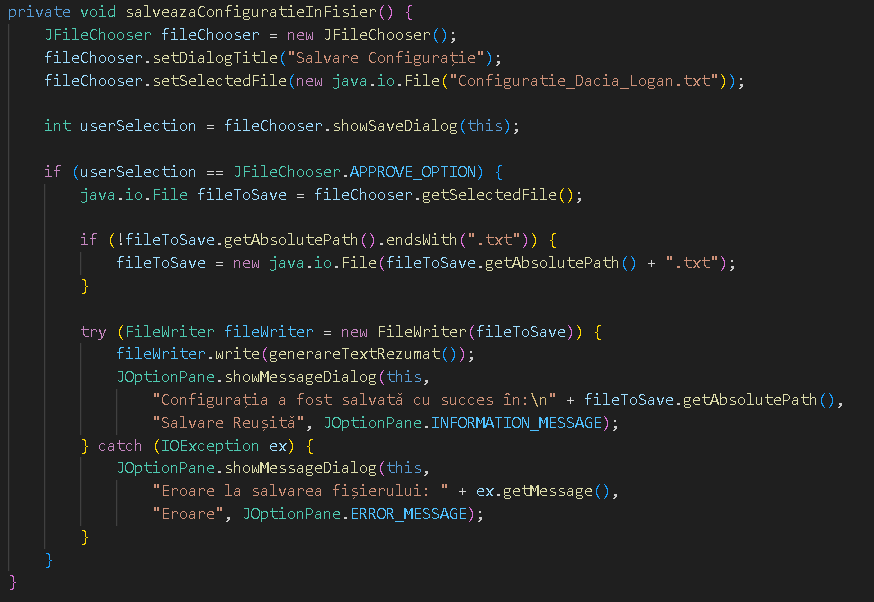 private void salveazaConfiguratieInFisier() {
JFileChooser fileChooser = new JFileChooser();
fileChooser.setDialogTitle("Salvare Configurație");
fileChooser.setSelectedFile(new java.io.File("Configuratie_Dacia_Logan.txt"));
int userSelection = fileChooser.showSaveDialog(this);
if (userSelection == JFileChooser.APPROVE_OPTION) {
java.io.File fileToSave = fileChooser.getSelectedFile();
if (!fileToSave.getAbsolutePath().endsWith(".txt")) {
fileToSave = new java.io.File(fileToSave.getAbsolutePath() + ".txt");
}
try (FileWriter fileWriter = new FileWriter(fileToSave)) {
fileWriter.write(generareTextRezumat());
JOptionPane.showMessageDialog(this,
"Configurația a fost salvată cu succes în:\n" + fileToSave.getAbsolutePath(),
"Salvare Reușită", JOptionPane.INFORMATION_MESSAGE);
} catch (IOException ex) {
JOptionPane.showMessageDialog(this,
"Eroare la salvarea fișierului: " + ex.getMessage(),
"Eroare", JOptionPane.ERROR_MESSAGE);
}
}
}